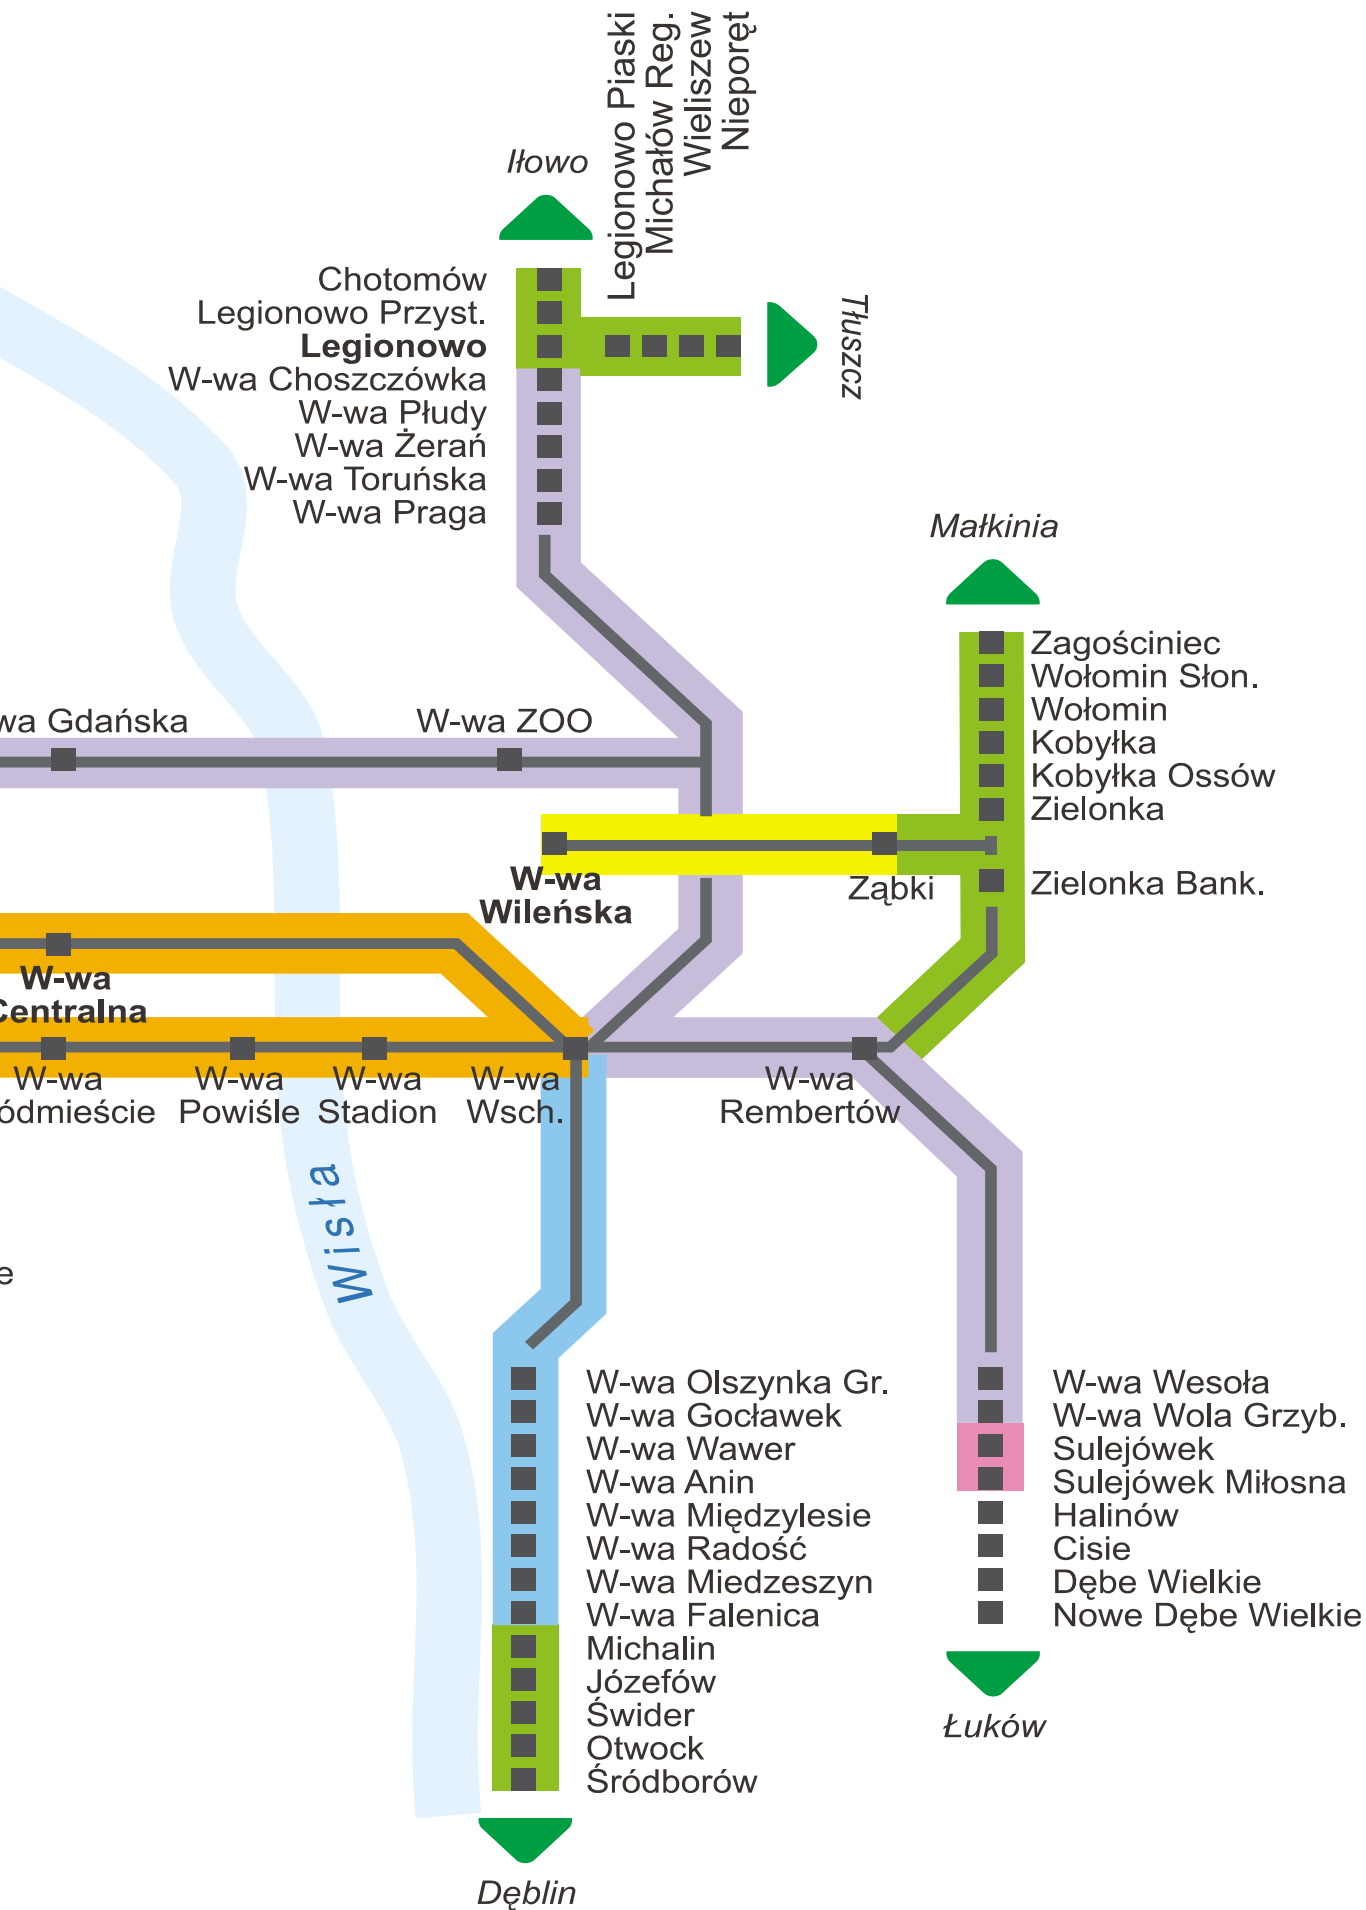 Legionowo Piaski
Michałów Reg.
Wieliszew
Nieporęt
Iłowo
Chotomów
Legionowo Przyst.
Legionowo
W-wa Choszczówka
W-wa Płudy
W-wa Żerań
W-wa Toruńska
W-wa Praga
Tłuszcz
Małkinia
Zagościniec
Wołomin Słon.
Wołomin
Kobyłka
Kobyłka Ossów
Zielonka
Zielonka Bank.
wa Gdańska
W-wa ZOO
W-wa
Wileńska
Ząbki
W-wa
Centralna
W-wa
ódmieście
W-wa
Powiśle
W-wa
Stadion
W-wa
Wsch.
W-wa
Rembertów
Wisła
e
W-wa Olszynka Gr.
W-wa Gocławek
W-wa Wawer
W-wa Anin
W-wa Międzylesie
W-wa Radość
W-wa Miedzeszyn
W-wa Falenica
Michalin
Józefów
Świder
Otwock
Śródborów
Dęblin
W-wa Wesoła
W-wa Wola Grzyb.
Sulejówek
Sulejówek Miłosna
Halinów
Cisie
Dębe Wielkie
Nowe Dębe Wielkie
Łuków